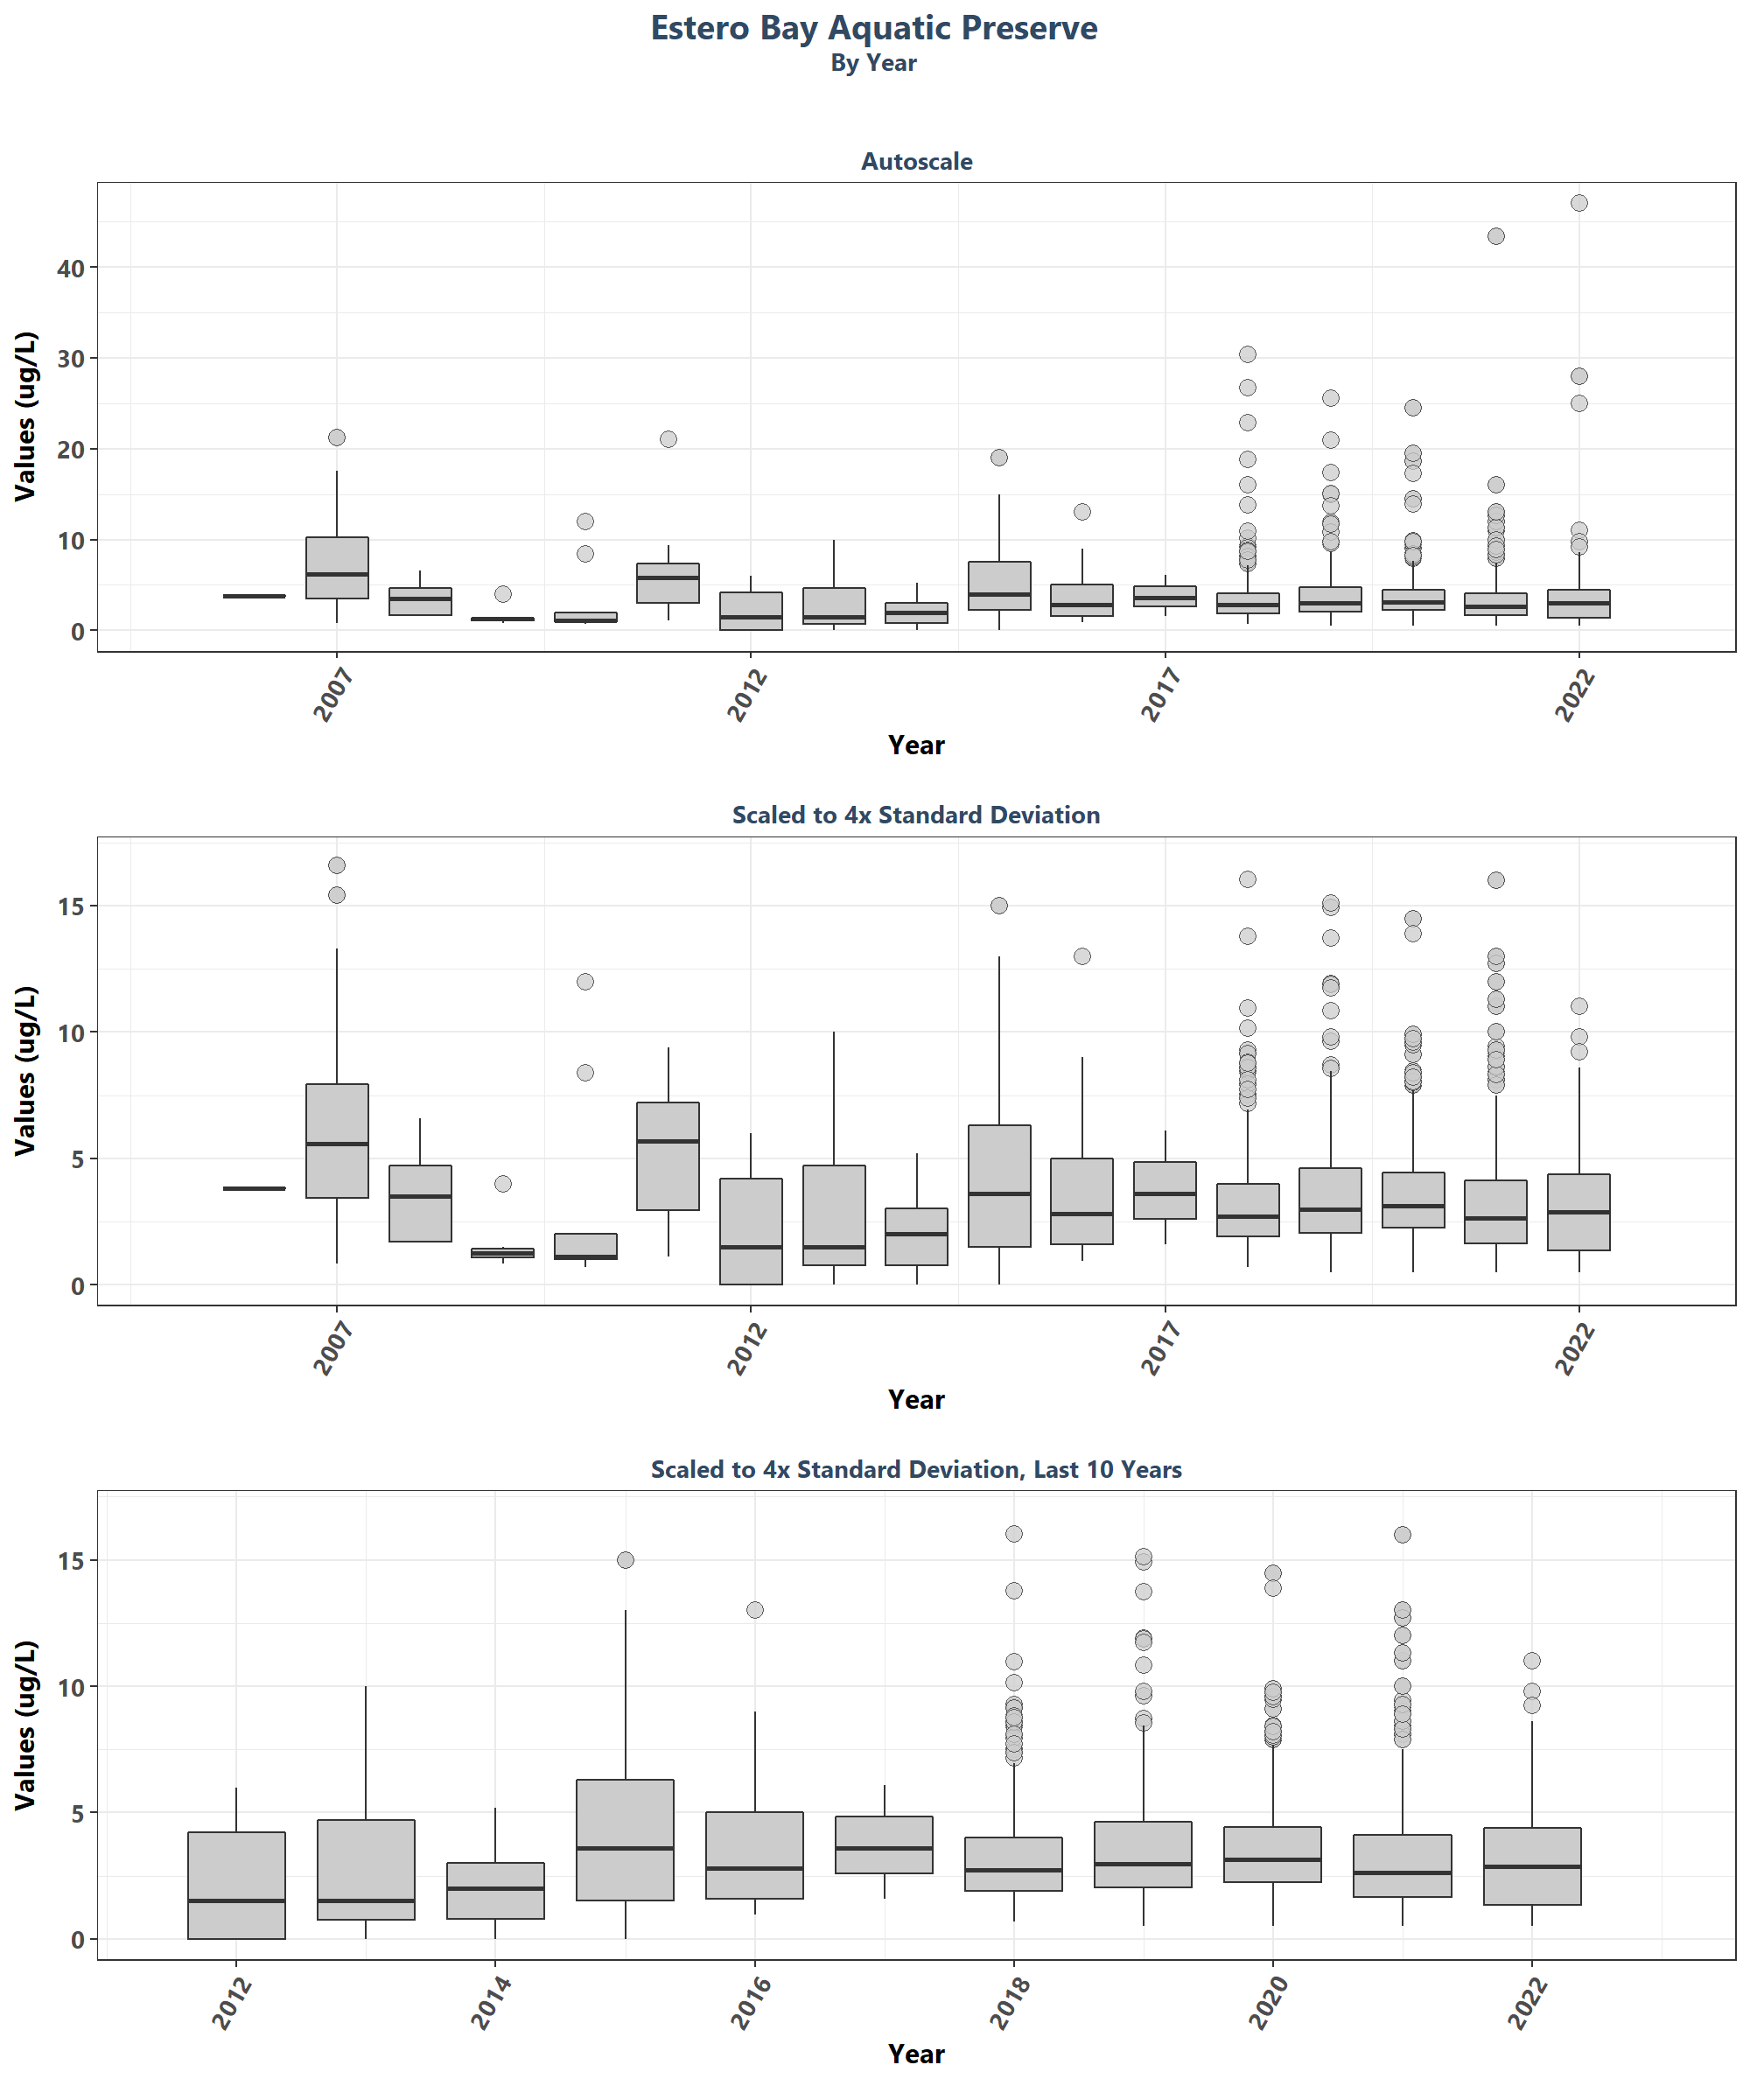 Estero Bay Aquatic Preserve
By Year
Autoscale
Values (ug/L)
40
30
20
10
0
2007 2012 2017 2022
Year
Scaled to 4x Standard Deviation
Values (ug/L)
15
10
5
0
2007 2012 2017 2022
Year
Scaled to 4x Standard Deviation, Last 10 Years
Values (ug/L)
15
10
5
0
2012 2014 2016 2018 2020 2022
Year